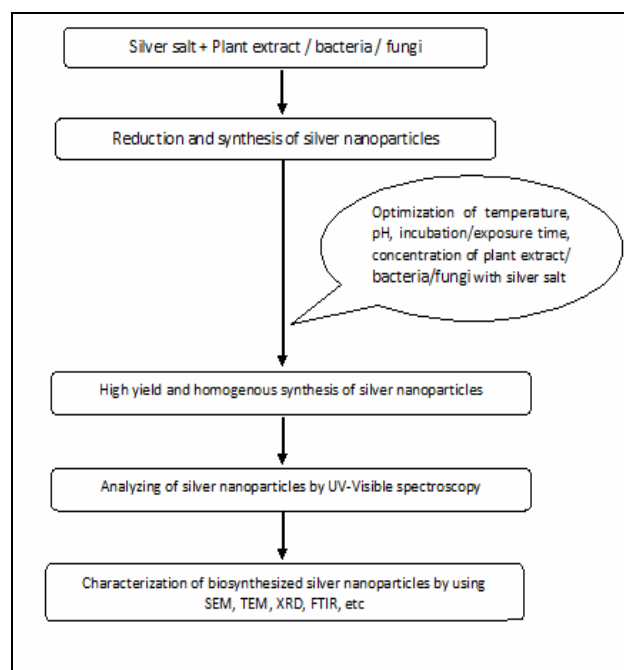 Silver salt + Plant extract / bacteria / fungi
Reduction and synthesis of silver nanoparticles
Optimization of temperature,
pH, incubation/exposure time,
concentration of plant extract/
bacteria/fungi with silver salt
High yield and homogenous synthesis of silver nanoparticles
Analyzing of silver nanoparticles by UV-Visible spectroscopy
Characterization of biosynthesized silver nanoparticles by using
SEM, TEM, XRD, FTIR, etc